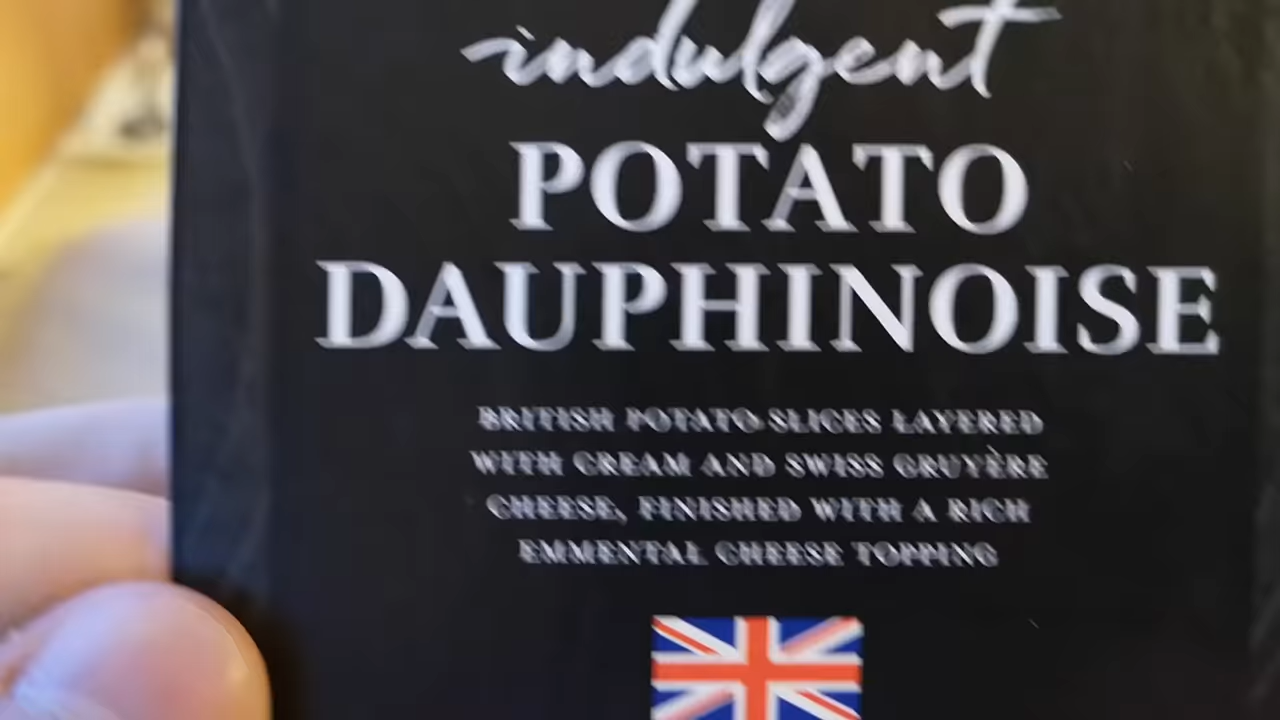 indulgent
POTATO
DAUPHINOISE
BRITISH POTATO SLICES LAYERED
WITH CREAM AND SWISS GRUYÈRE
CHEESE, FINISHED WITH A RICH
EMMENTAL CHEESE TOPPING